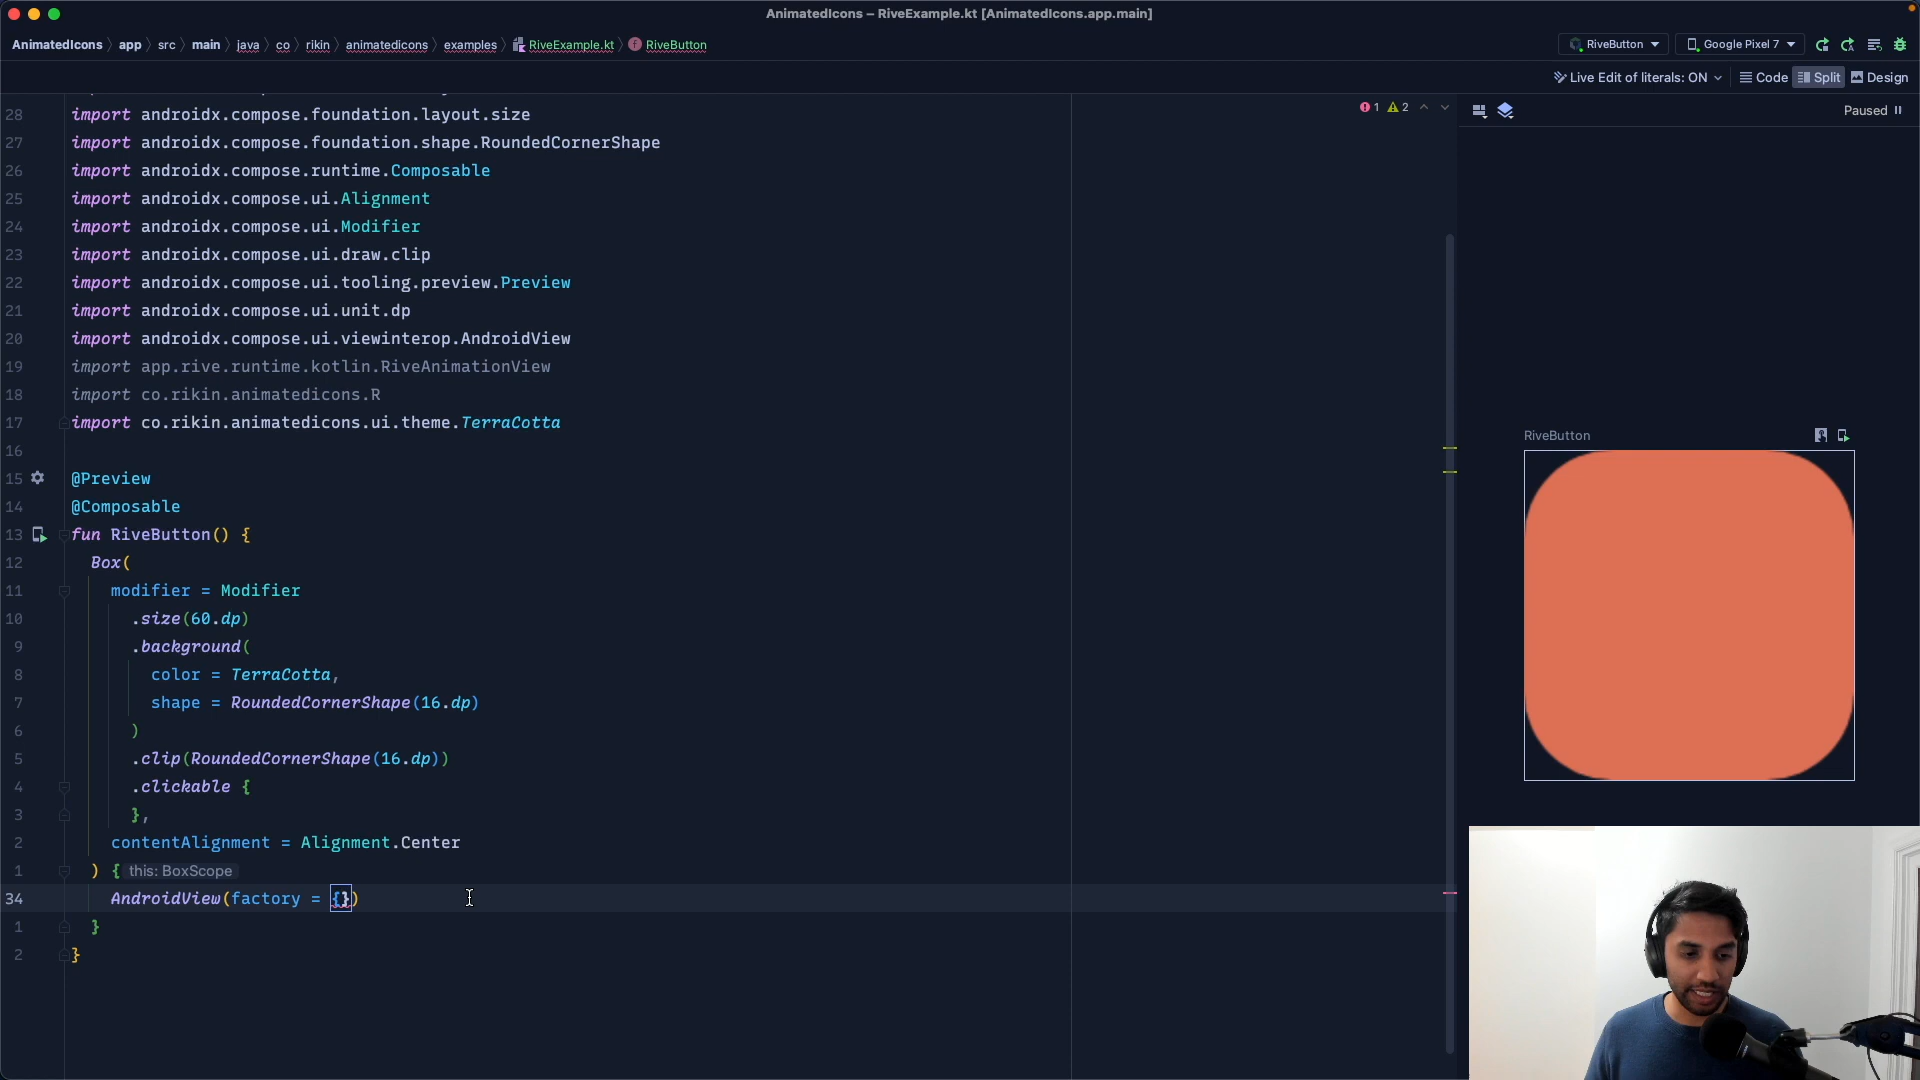 AnimatedIcons – RiveExample.kt [AnimatedIcons.app.main]
AnimatedIcons app src main java co rikin animatedicons examples RiveExample.kt RiveButton
RiveButton Google Pixel 7
Live Edit of literals: ON Code Split Design
1 2
Paused
28 import androidx.compose.foundation.layout.size
27 import androidx.compose.foundation.shape.RoundedCornerShape
26 import androidx.compose.runtime.Composable
25 import androidx.compose.ui.Alignment
24 import androidx.compose.ui.Modifier
23 import androidx.compose.ui.draw.clip
22 import androidx.compose.ui.tooling.preview.Preview
21 import androidx.compose.ui.unit.dp
20 import androidx.compose.ui.viewinterop.AndroidView
19 import app.rive.runtime.kotlin.RiveAnimationView
18 import co.rikin.animatedicons.R
17 import co.rikin.animatedicons.ui.theme.TerraCotta
16
15 @Preview
14 @Composable
13 fun RiveButton() {
12 Box(
11 modifier = Modifier
10 .size(60.dp)
9 .background(
8 color = TerraCotta,
7 shape = RoundedCornerShape(16.dp)
6 )
5 .clip(RoundedCornerShape(16.dp))
4 .clickable {
3 },
2 contentAlignment = Alignment.Center
1 ) { this: BoxScope
34 AndroidView(factory = {})
1 }
2 }
RiveButton